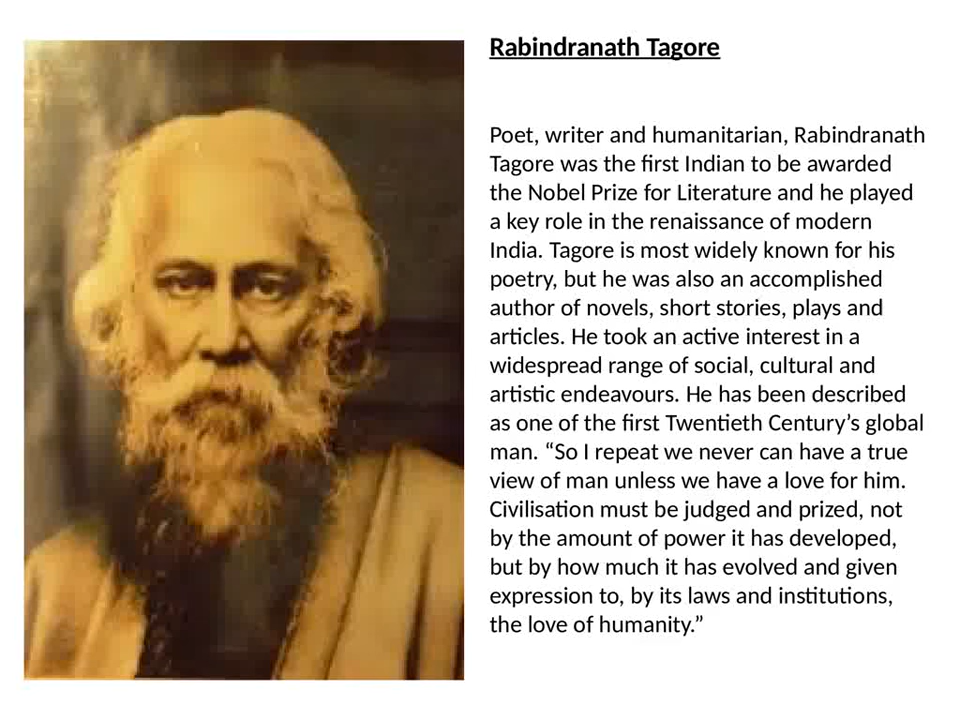 Rabindranath Tagore
Poet, writer and humanitarian, Rabindranath
Tagore was the first Indian to be awarded
the Nobel Prize for Literature and he played
a key role in the renaissance of modern
India. Tagore is most widely known for his
poetry, but he was also an accomplished
author of novels, short stories, plays and
articles. He took an active interest in a
widespread range of social, cultural and
artistic endeavours. He has been described
as one of the first Twentieth Century’s global
man. “So I repeat we never can have a true
view of man unless we have a love for him.
Civilisation must be judged and prized, not
by the amount of power it has developed,
but by how much it has evolved and given
expression to, by its laws and institutions,
the love of humanity.”